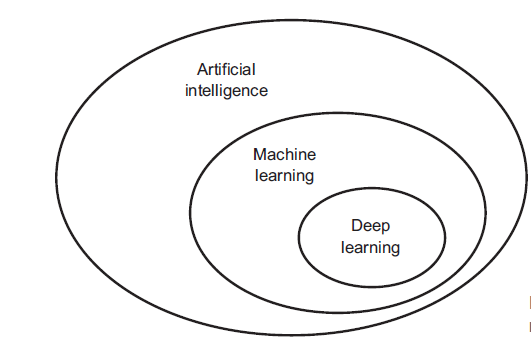 Artificial
intelligence
Machine
learning
Deep
learning